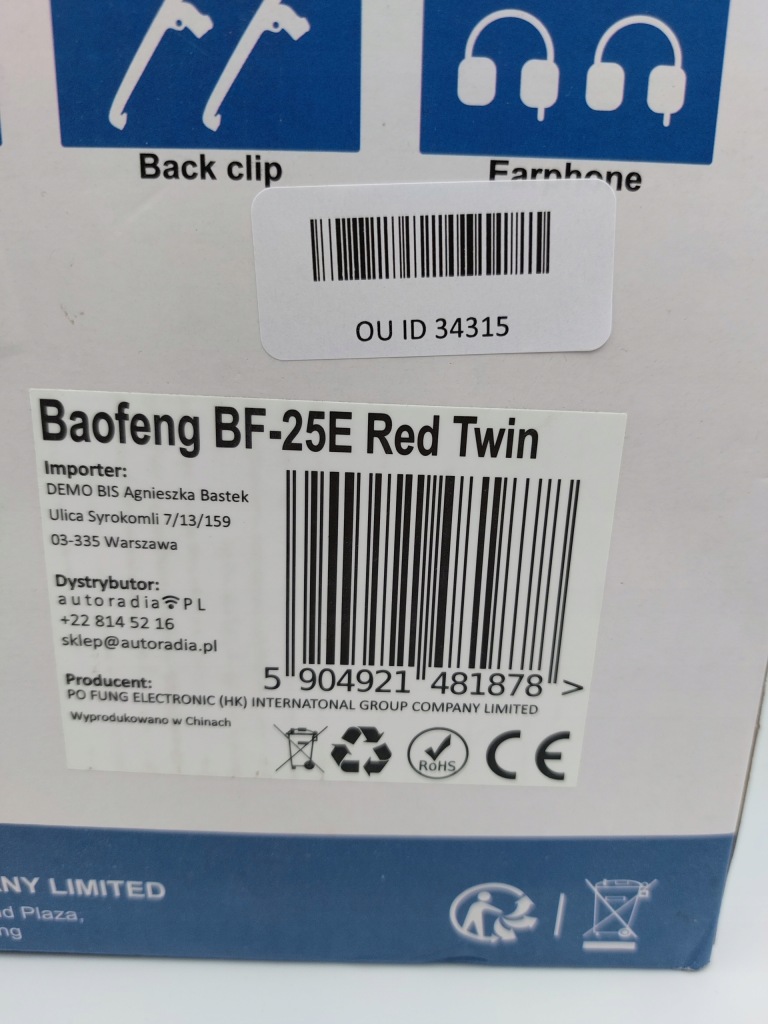 Back clip
Earphone
OU ID 34315
Baofeng BF-25E Red Twin
Importer:
DEMO BIS Agnieszka Bastek
Ulica Syrokomli 7/13/159
03-335 Warszawa
Dystrybutor:
autoradia PL
+22 814 52 16
sklep@autoradia.pl
5 904921 481878 >
Producent:
PO FUNG ELECTRONIC (HK) INTERNATONAL GROUP COMPANY LIMITED
Wyprodukowano w Chinach
RoHS
CE
NY LIMITED
d Plaza,
ng